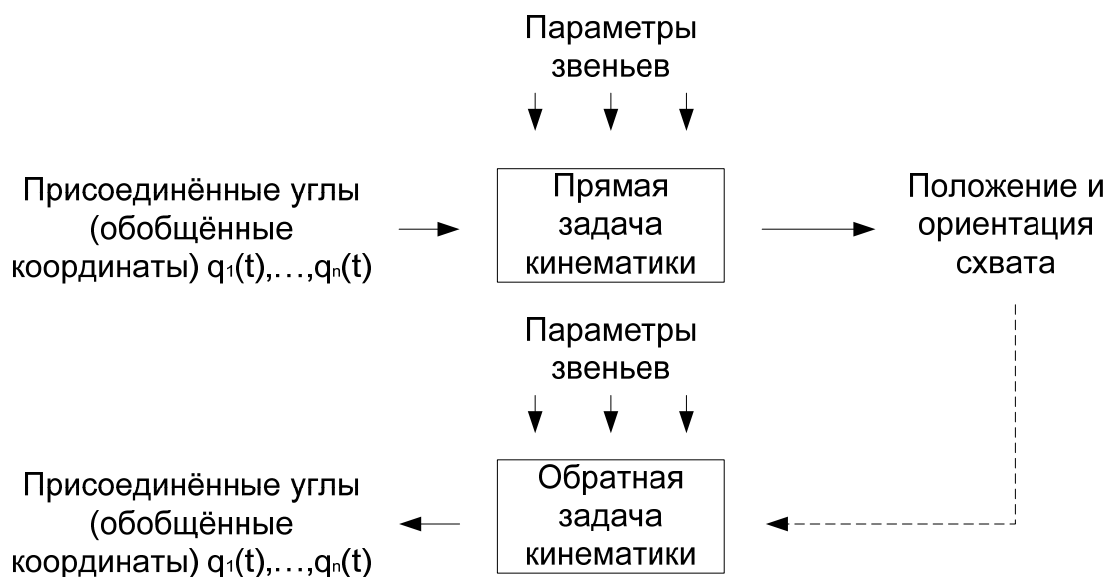 Параметры
звеньев
Присоединённые углы
(обобщённые
координаты) q₁(t),…,qₙ(t)
Прямая
задача
кинематики
Положение и
ориентация
схвата
Параметры
звеньев
Присоединённые углы
(обобщённые
координаты) q₁(t),…,qₙ(t)
Обратная
задача
кинематики